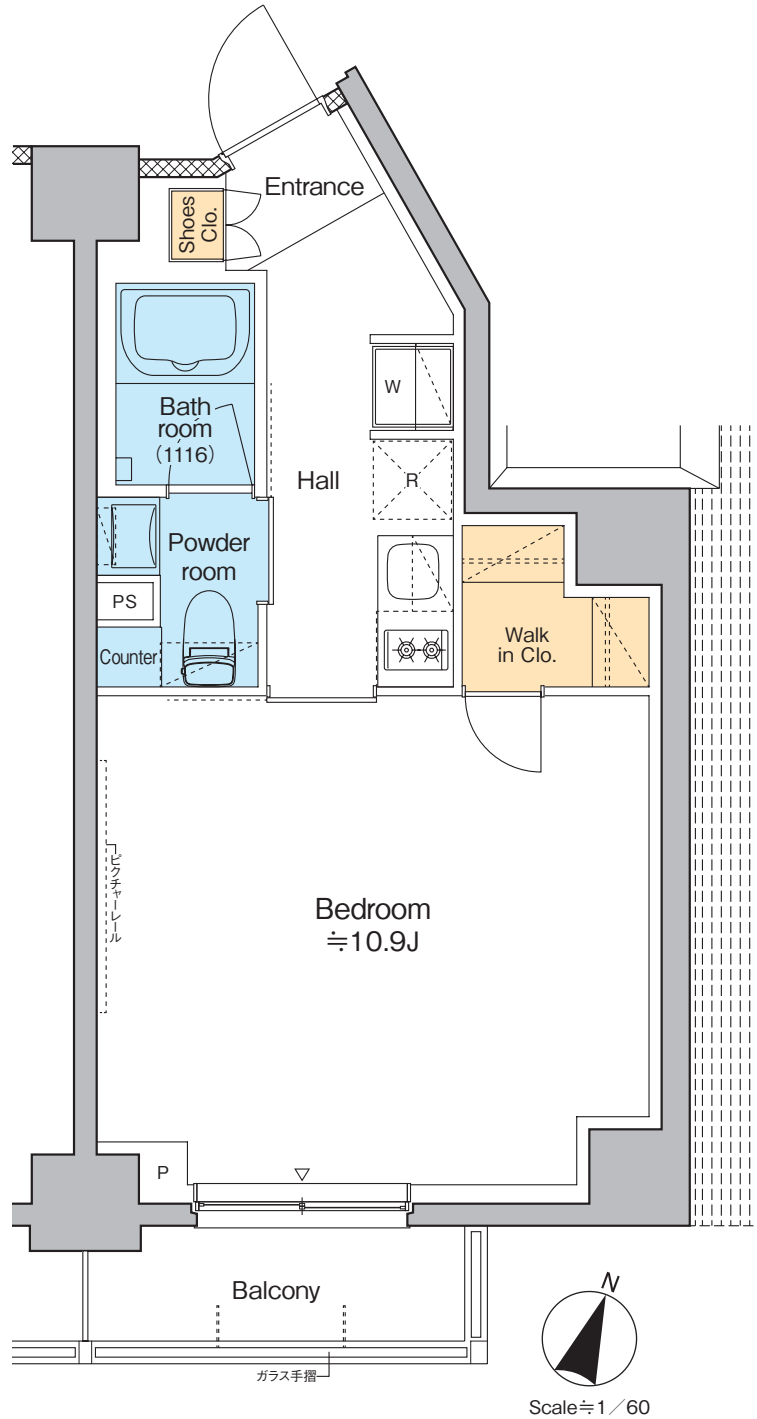 Entrance
Shoes
Clo.
Bath
room
（1116）
W
Hall
R
Powder
room
PS
Counter
Walk
in Clo.
ピクチャーレール
Bedroom
≒10.9J
P
▽
Balcony
ガラス手摺
N
Scale≒1／60